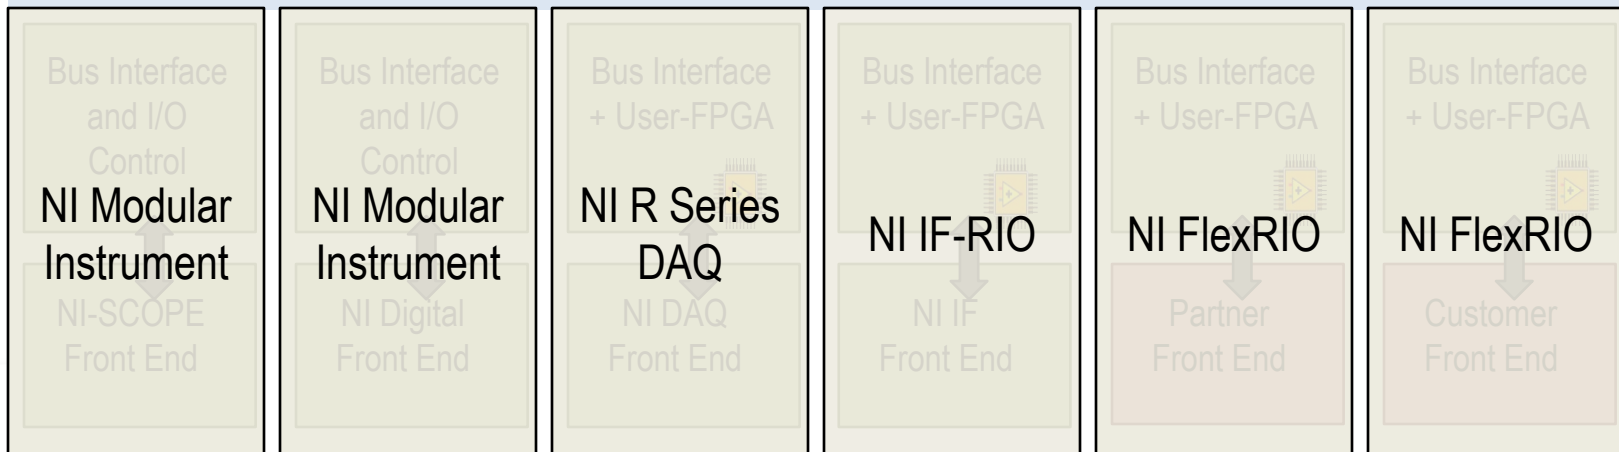 Bus Interface
and I/O
Control
NI Modular
Instrument
NI-SCOPE
Front End
Bus Interface
and I/O
Control
NI Modular
Instrument
NI Digital
Front End
Bus Interface
+ User-FPGA
NI R Series
DAQ
NI DAQ
Front End
Bus Interface
+ User-FPGA
NI IF-RIO
NI IF
Front End
Bus Interface
+ User-FPGA
NI FlexRIO
Partner
Front End
Bus Interface
+ User-FPGA
NI FlexRIO
Customer
Front End